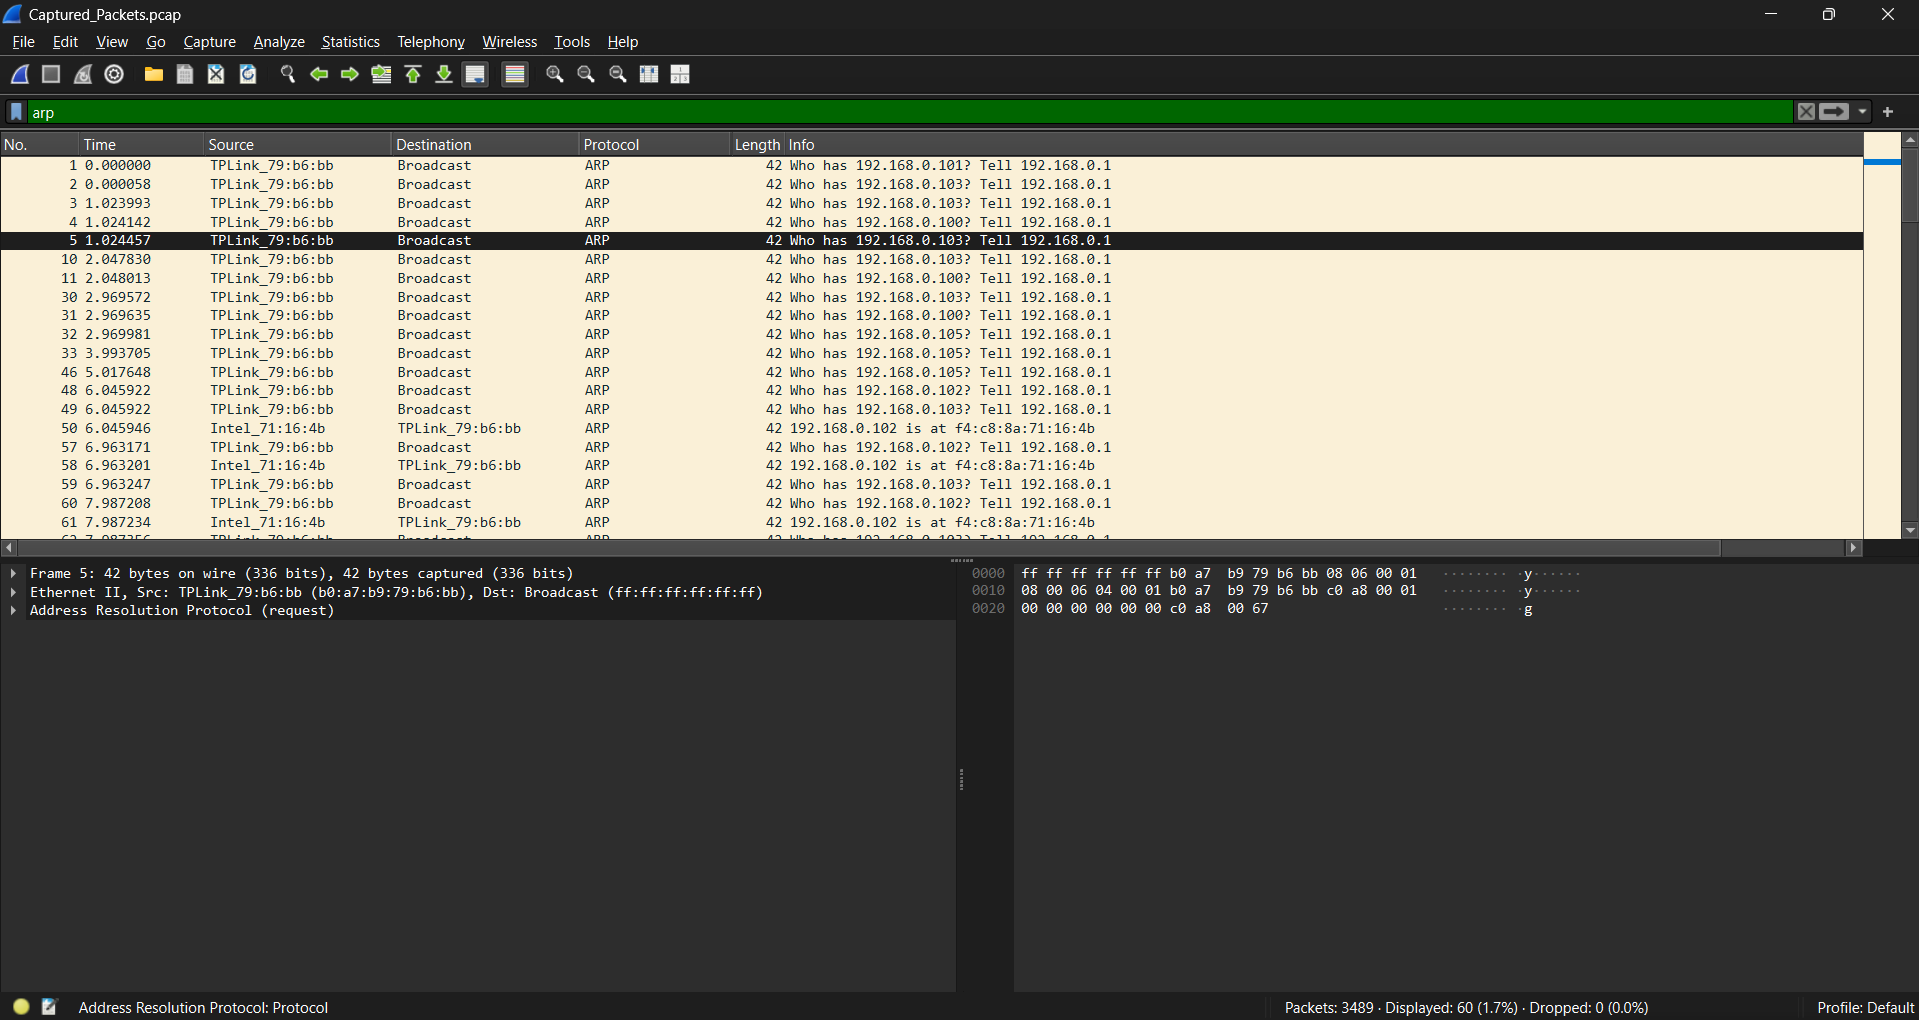 Captured_Packets.pcap
File Edit View Go Capture Analyze Statistics Telephony Wireless Tools Help
arp
No. Time Source Destination Protocol Length Info
1 0.000000 TPLink_79:b6:bb Broadcast ARP 42 Who has 192.168.0.101? Tell 192.168.0.1
2 0.000058 TPLink_79:b6:bb Broadcast ARP 42 Who has 192.168.0.103? Tell 192.168.0.1
3 1.023993 TPLink_79:b6:bb Broadcast ARP 42 Who has 192.168.0.103? Tell 192.168.0.1
4 1.024142 TPLink_79:b6:bb Broadcast ARP 42 Who has 192.168.0.100? Tell 192.168.0.1
5 1.024457 TPLink_79:b6:bb Broadcast ARP 42 Who has 192.168.0.103? Tell 192.168.0.1
10 2.047830 TPLink_79:b6:bb Broadcast ARP 42 Who has 192.168.0.103? Tell 192.168.0.1
11 2.048013 TPLink_79:b6:bb Broadcast ARP 42 Who has 192.168.0.100? Tell 192.168.0.1
30 2.969572 TPLink_79:b6:bb Broadcast ARP 42 Who has 192.168.0.103? Tell 192.168.0.1
31 2.969635 TPLink_79:b6:bb Broadcast ARP 42 Who has 192.168.0.100? Tell 192.168.0.1
32 2.969981 TPLink_79:b6:bb Broadcast ARP 42 Who has 192.168.0.105? Tell 192.168.0.1
33 3.993705 TPLink_79:b6:bb Broadcast ARP 42 Who has 192.168.0.105? Tell 192.168.0.1
46 5.017648 TPLink_79:b6:bb Broadcast ARP 42 Who has 192.168.0.105? Tell 192.168.0.1
48 6.045922 TPLink_79:b6:bb Broadcast ARP 42 Who has 192.168.0.102? Tell 192.168.0.1
49 6.045922 TPLink_79:b6:bb Broadcast ARP 42 Who has 192.168.0.103? Tell 192.168.0.1
50 6.045946 Intel_71:16:4b TPLink_79:b6:bb ARP 42 192.168.0.102 is at f4:c8:8a:71:16:4b
57 6.963171 TPLink_79:b6:bb Broadcast ARP 42 Who has 192.168.0.102? Tell 192.168.0.1
58 6.963201 Intel_71:16:4b TPLink_79:b6:bb ARP 42 192.168.0.102 is at f4:c8:8a:71:16:4b
59 6.963247 TPLink_79:b6:bb Broadcast ARP 42 Who has 192.168.0.103? Tell 192.168.0.1
60 7.987208 TPLink_79:b6:bb Broadcast ARP 42 Who has 192.168.0.102? Tell 192.168.0.1
61 7.987234 Intel_71:16:4b TPLink_79:b6:bb ARP 42 192.168.0.102 is at f4:c8:8a:71:16:4b
Frame 5: 42 bytes on wire (336 bits), 42 bytes captured (336 bits)
Ethernet II, Src: TPLink_79:b6:bb (b0:a7:b9:79:b6:bb), Dst: Broadcast (ff:ff:ff:ff:ff:ff)
Address Resolution Protocol (request)
0000 ff ff ff ff ff ff b0 a7 b9 79 b6 bb 08 06 00 01 ········ ·y······
0010 08 00 06 04 00 01 b0 a7 b9 79 b6 bb c0 a8 00 01 ········ ·y······
0020 00 00 00 00 00 00 c0 a8 00 67 ········ ·g
Address Resolution Protocol: Protocol
Packets: 3489 · Displayed: 60 (1.7%) · Dropped: 0 (0.0%)
Profile: Default